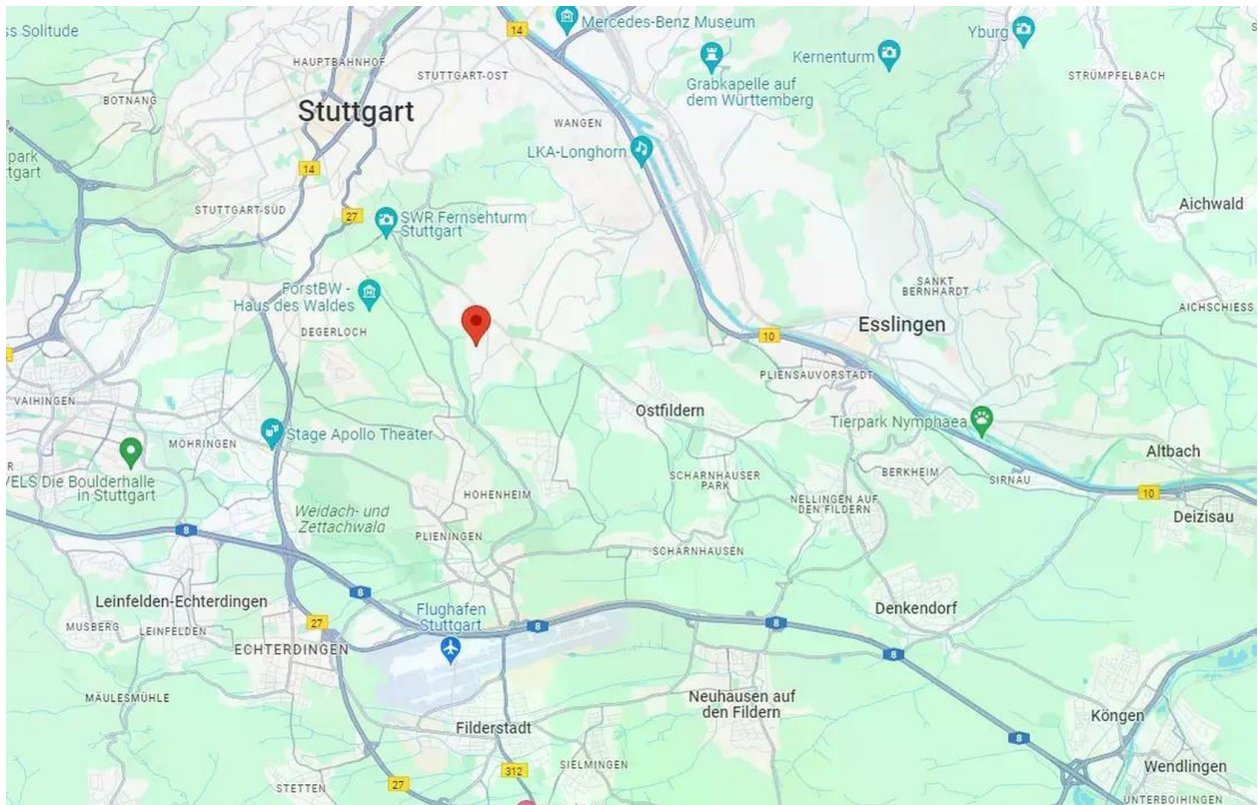 Mercedes-Benz Museum
14
ss Solitude
Yburg
Kernenturm
HAUPTBAHNHOF
STUTTGART-OST
STRÜMPFELBACH
Grabkapelle auf
dem Württemberg
BOTNANG
Stuttgart
WANGEN
LKA-Longhorn
park
tgart
14
STUTTGART-SÜD
27
SWR Fernsehturm
Stuttgart
Aichwald
ForstBW -
Haus des Waldes
SANKT
BERNHARDT
AICHSCHIESS
DEGERLOCH
Esslingen
10
PLIENSAUVORSTADT
VAIHINGEN
Ostfildern
Tierpark Nymphaea
MÖHRINGEN
Stage Apollo Theater
Altbach
VELS Die Boulderhalle
in Stuttgart
SCHARNHAUSER
PARK
BERKHEIM
SIRNAU
10
HOHENHEIM
NELLINGEN AUF
DEN FILDERN
Deizisau
Weidach- und
Zettachwald
8
PLIENINGEN
SCHARNHAUSEN
8
Leinfelden-Echterdingen
Flughafen
Stuttgart
Denkendorf
MUSBERG
LEINFELDEN
27
8
8
ECHTERDINGEN
8
MÄULESMÜHLE
Neuhausen auf
den Fildern
Filderstadt
Köngen
8
SIELMINGEN
Wendlingen
STETTEN
27
312
UNTERBOIHINGEN